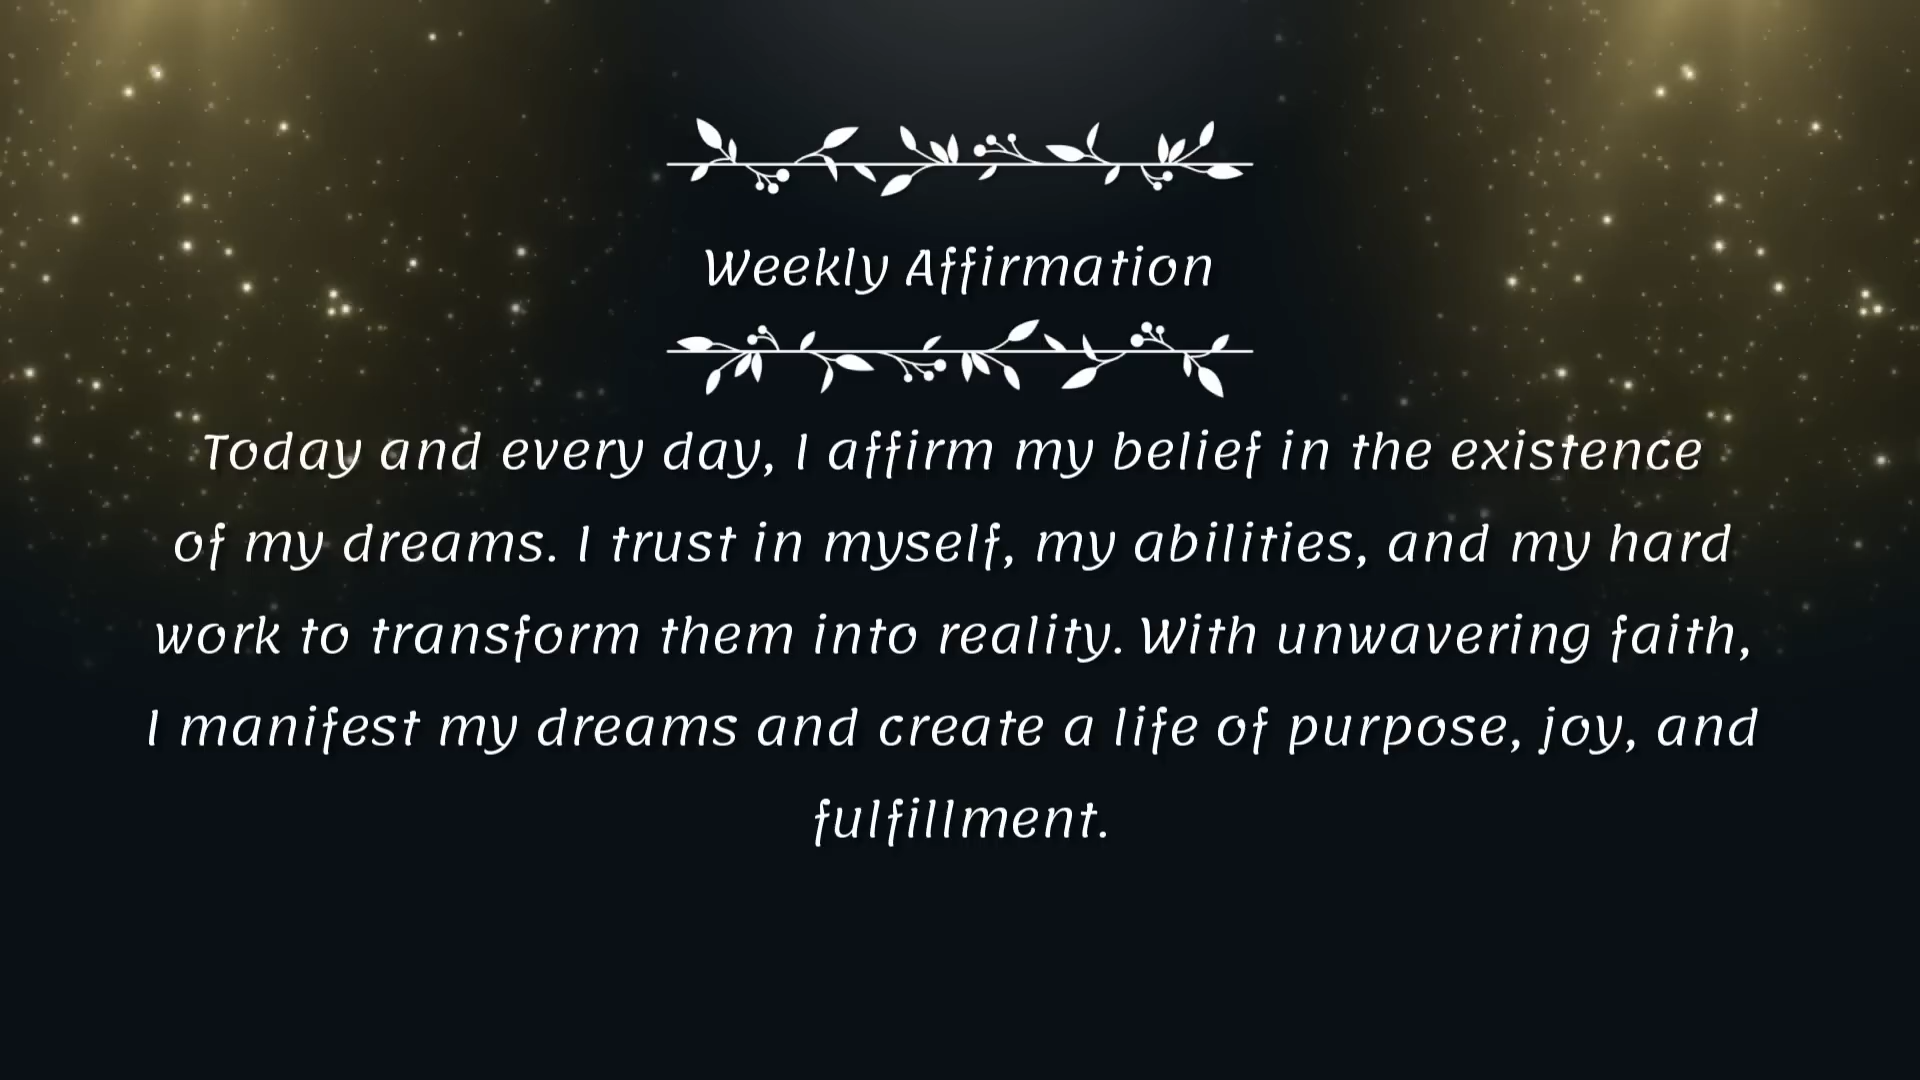 Weekly Affirmation
Today and every day, I affirm my belief in the existence
of my dreams. I trust in myself, my abilities, and my hard
work to transform them into reality. With unwavering faith,
I manifest my dreams and create a life of purpose, joy, and
fulfillment.